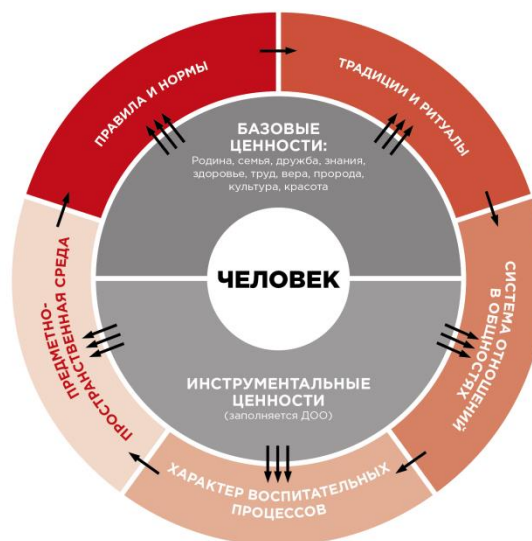 ПРАВИЛА И НОРМЫ
ТРАДИЦИИ И РИТУАЛЫ
БАЗОВЫЕ
ЦЕННОСТИ:
Родина, семья, дружба, знания,
здоровье, труд, вера, пророда,
культура, красота
ЧЕЛОВЕК
СИСТЕМА ОТНОШЕНИЙ
В ОБЩНОСТЯХ
ПРЕДМЕТНО-
ПРОСТРАНСТВЕННАЯ СРЕДА
ИНСТРУМЕНТАЛЬНЫЕ
ЦЕННОСТИ
(заполняется ДОО)
ХАРАКТЕР ВОСПИТАТЕЛЬНЫХ
ПРОЦЕССОВ